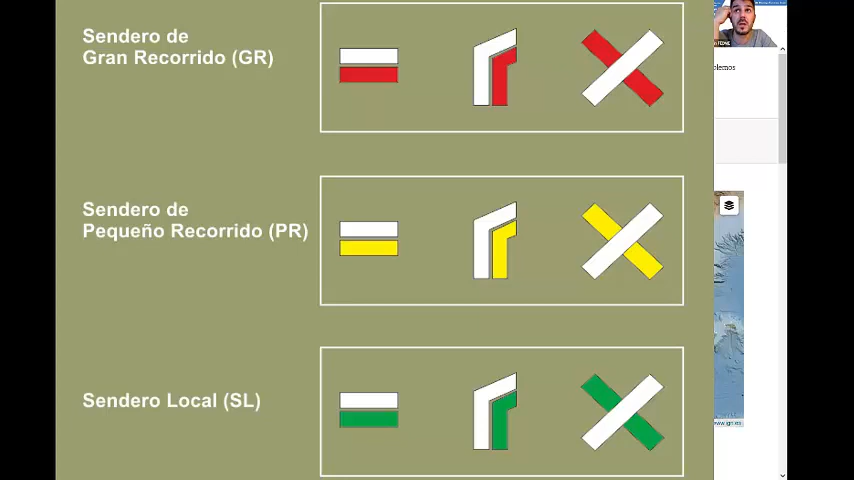 Sendero de
Gran Recorrido (GR)
Sendero de
Pequeño Recorrido (PR)
Sendero Local (SL)